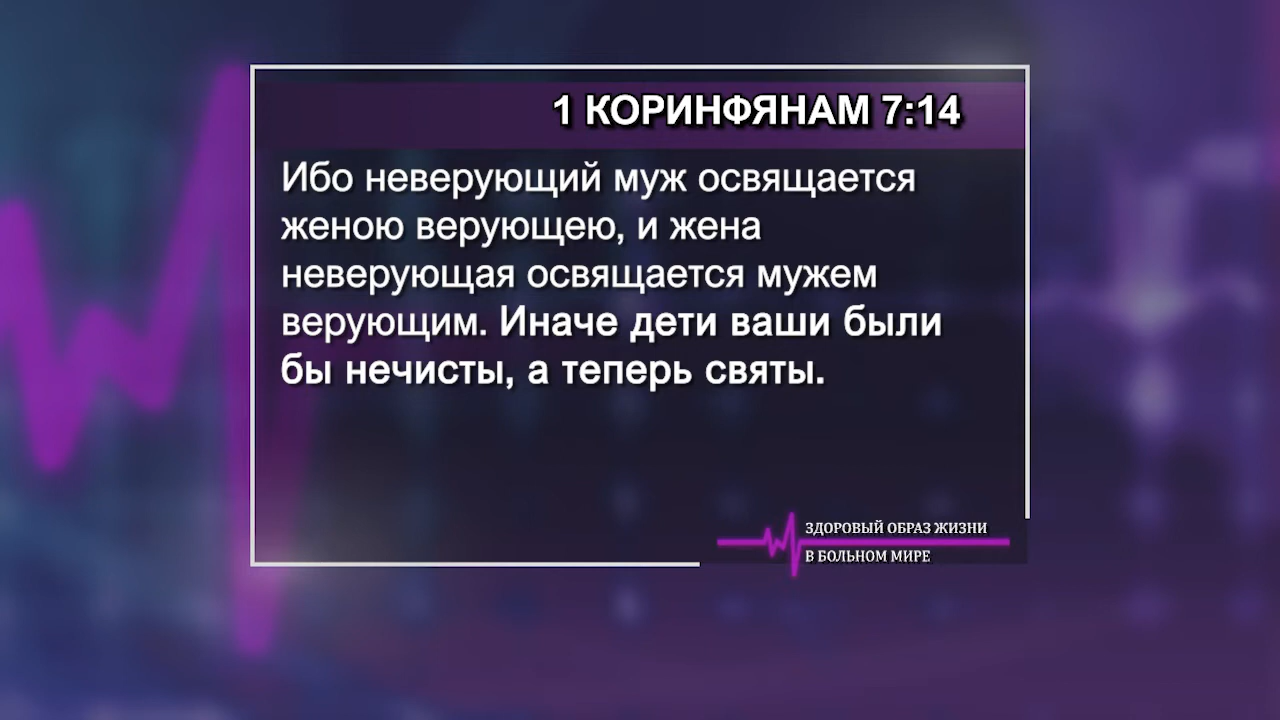 1 КОРИНФЯНАМ 7:14
Ибо неверующий муж освящается
женою верующею, и жена
неверующая освящается мужем
верующим. Иначе дети ваши были
бы нечисты, а теперь святы.
ЗДОРОВЫЙ ОБРАЗ ЖИЗНИ
В БОЛЬНОМ МИРЕ